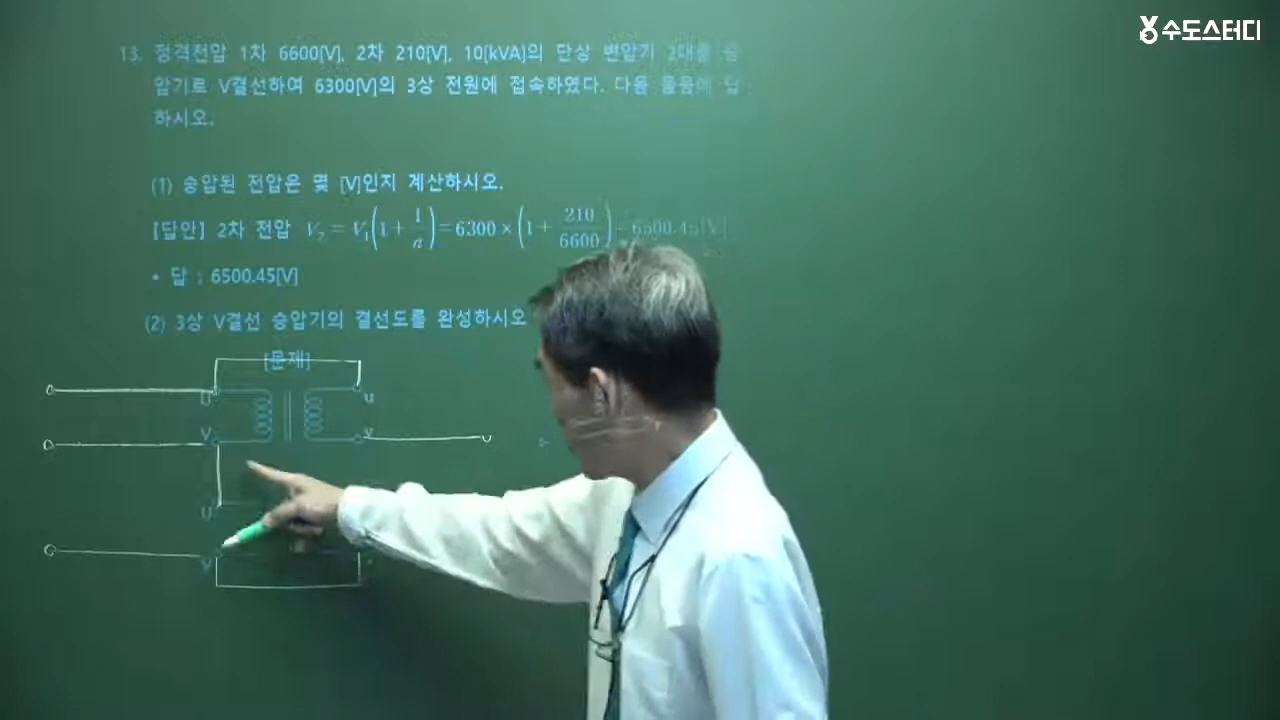 수도스터디
13. 정격전압 1차 6600[V], 2차 210[V], 10[kVA]의 단상 변압기 2대를 승
압기로 V결선하여 6300[V]의 3상 전원에 접속하였다. 다음 물음에 답
하시오.
(1) 승압된 전압은 몇 [V]인지 계산하시오.
[답안] 2차 전압 V₂ = V₁(1 + 1/a) = 6300 × (1 + 210/6600) = 6500.45[V]
• 답 : 6500.45[V]
(2) 3상 V결선 승압기의 결선도를 완성하시오
[문제]
U u
V v
U
V